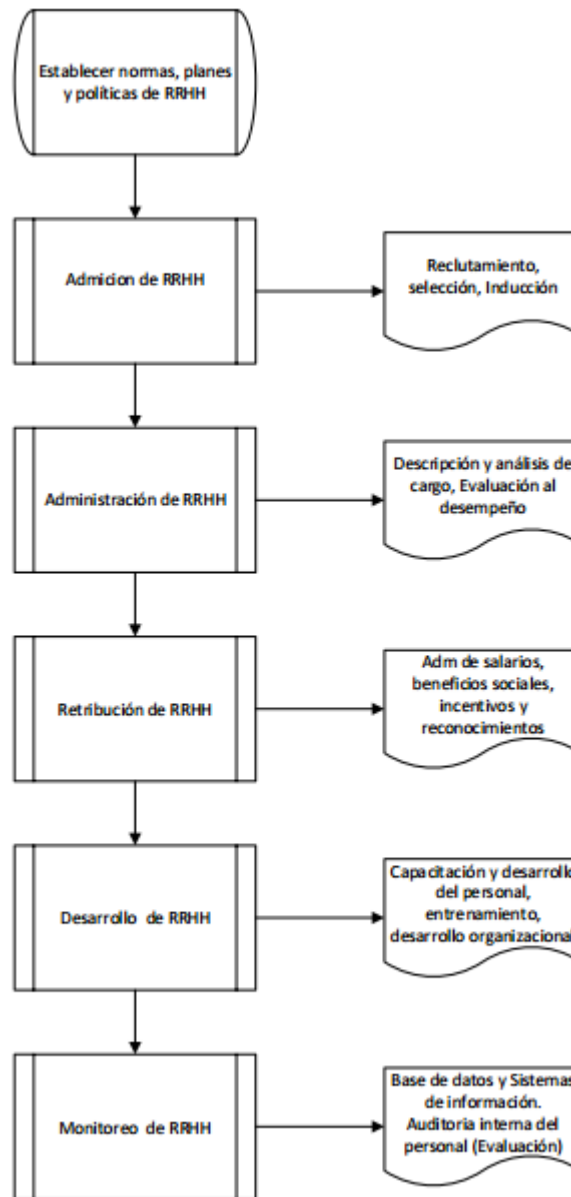 Establecer normas, planes
y políticas de RRHH
Admicion de RRHH
Reclutamiento,
selección, Inducción
Administración de RRHH
Descripción y análisis de
cargo, Evaluación al
desempeño
Retribución de RRHH
Adm de salarios,
beneficios sociales,
incentivos y
reconocimientos
Desarrollo de RRHH
Capacitación y desarrollo
del personal,
entrenamiento,
desarrollo organizacional
Monitoreo de RRHH
Base de datos y Sistemas
de información.
Auditoria interna del
personal (Evaluación)